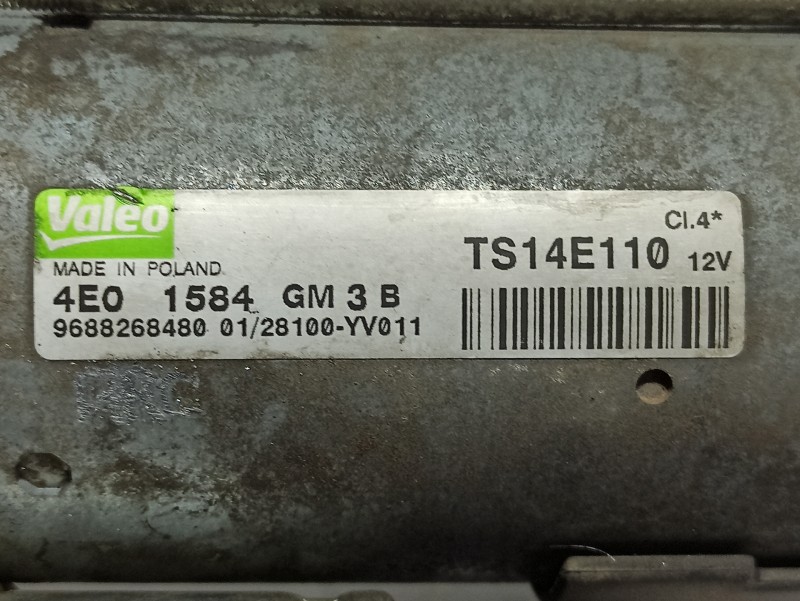 Valeo
MADE IN POLAND
4E0 1584 GM 3 B
9688268480 01/28100-YV011
Cl.4*
TS14E110 12V